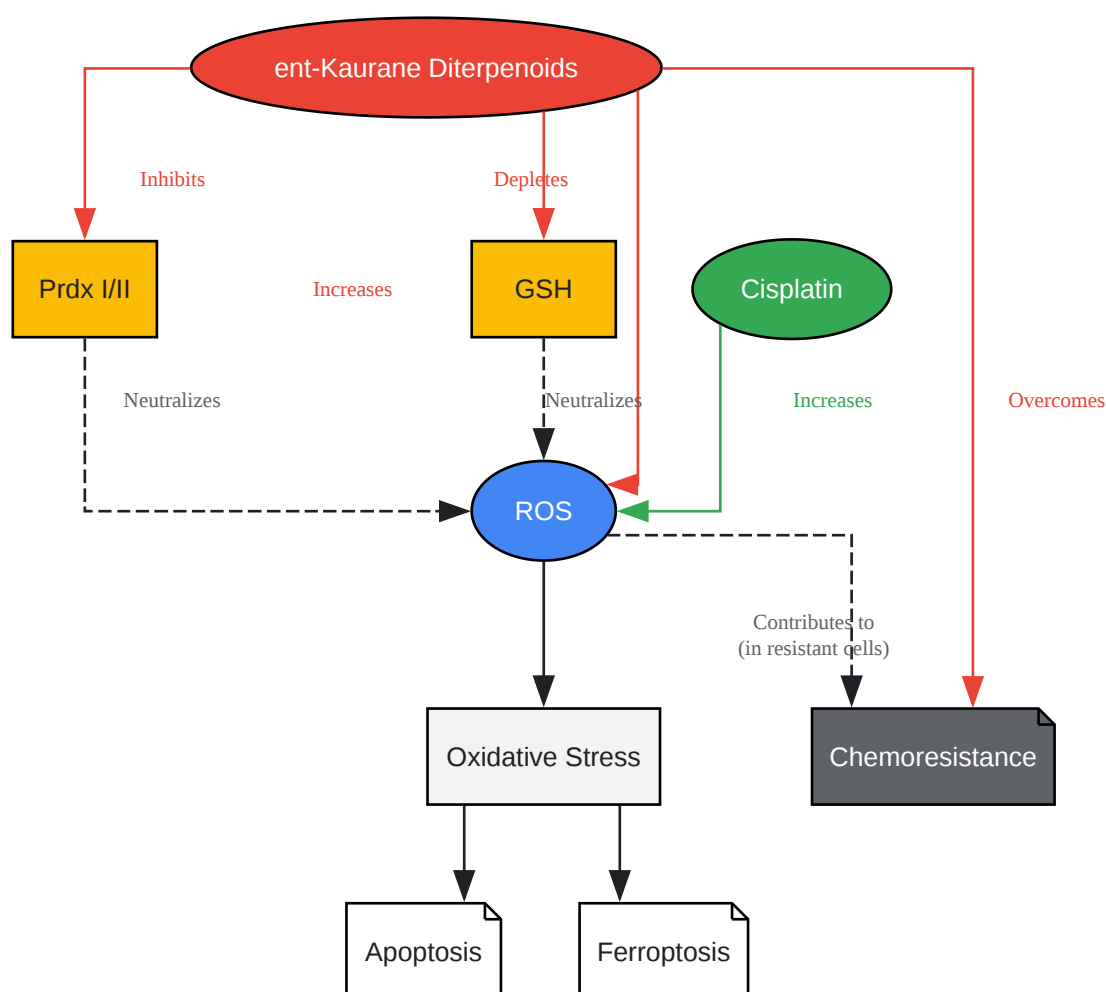 ent-Kaurane Diterpenoids
Inhibits
Depletes
Prdx I/II
Increases
GSH
Cisplatin
Neutralizes
Neutralizes
Increases
Overcomes
ROS
Contributes to
(in resistant cells)
Oxidative Stress
Chemoresistance
Apoptosis
Ferroptosis